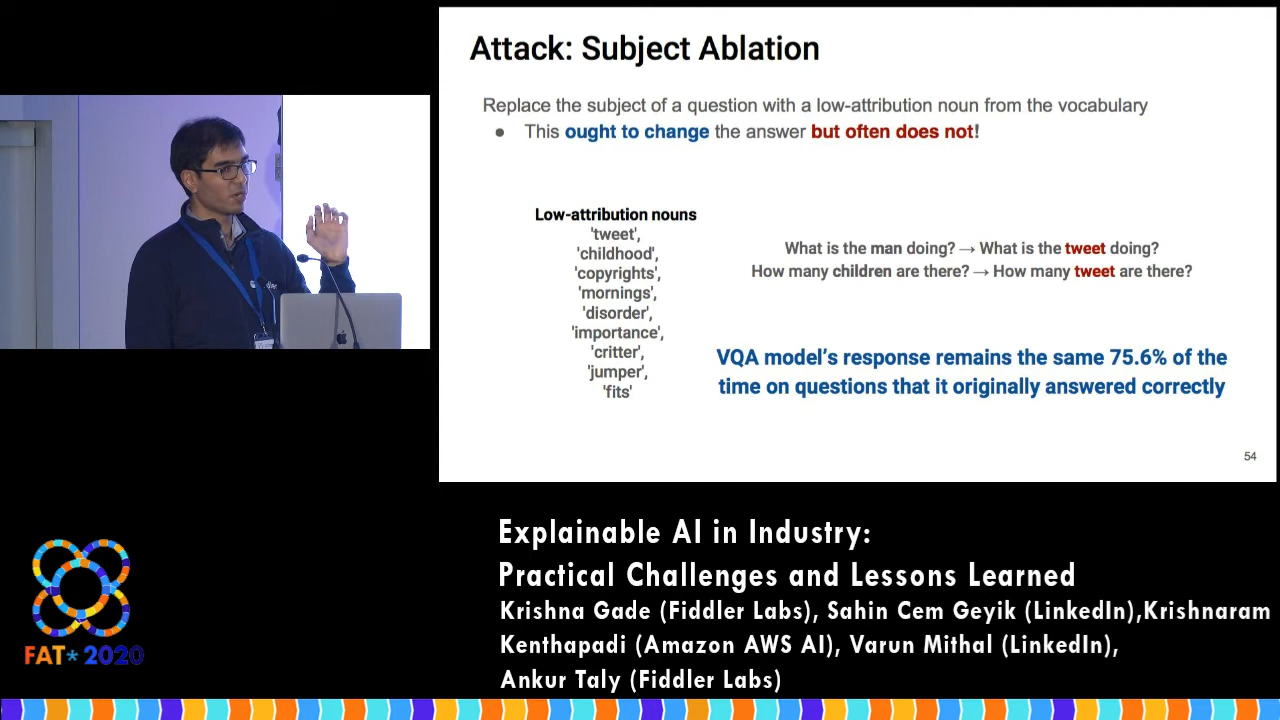 Attack: Subject Ablation
Replace the subject of a question with a low-attribution noun from the vocabulary
● This ought to change the answer but often does not!
Low-attribution nouns
'tweet',
'childhood',
'copyrights',
'mornings',
'disorder',
'importance',
'critter',
'jumper',
'fits'
What is the man doing? → What is the tweet doing?
How many children are there? → How many tweet are there?
VQA model's response remains the same 75.6% of the
time on questions that it originally answered correctly
54
Explainable AI in Industry:
Practical Challenges and Lessons Learned
Krishna Gade (Fiddler Labs), Sahin Cem Geyik (LinkedIn),Krishnaram
Kenthapadi (Amazon AWS AI), Varun Mithal (LinkedIn),
Ankur Taly (Fiddler Labs)
FAT* 2020